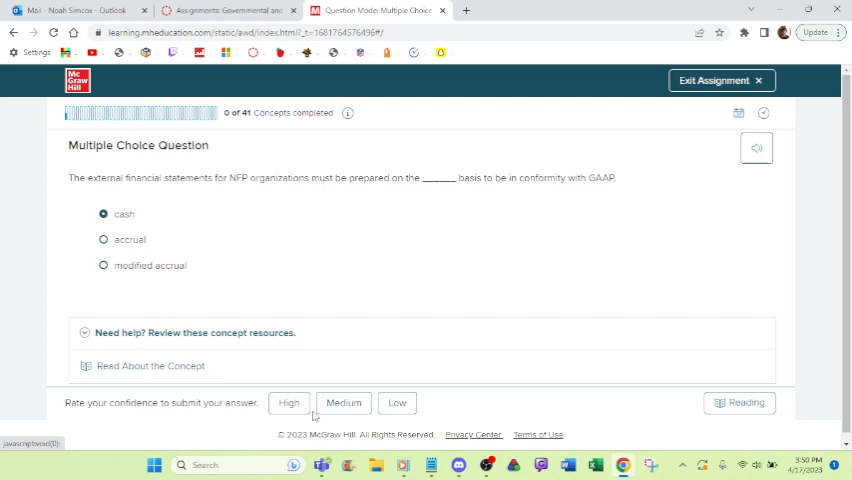 Mail - Noah Simcox - Outlook
Assignments: Governmental and
Question Mode: Multiple Choice
learning.mheducation.com/static/awd/index.html?_t=1681764576496#/
Update
Settings
Mc
Graw
Hill
Exit Assignment
0 of 41 Concepts completed
Multiple Choice Question
The external financial statements for NFP organizations must be prepared on the ______ basis to be in conformity with GAAP.
cash
accrual
modified accrual
Need help? Review these concept resources.
Read About the Concept
Rate your confidence to submit your answer.
High
Medium
Low
Reading
© 2023 McGraw Hill. All Rights Reserved. Privacy Center Terms of Use
javascript:void(0);
Search
3:50 PM
4/17/2023